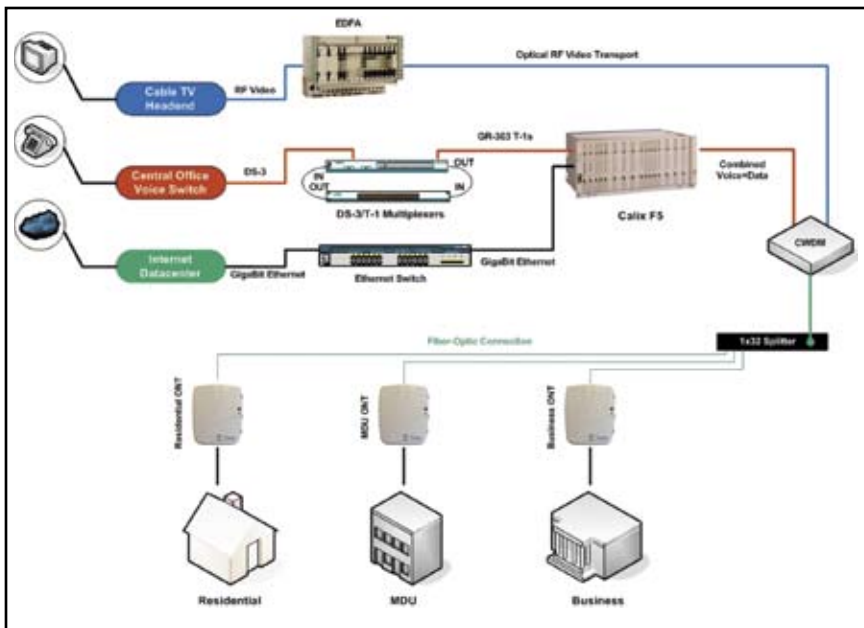 EDFA
Optical RF Video Transport
Cable TV
Headend
RF Video
GR-303 T-1s
Central Office
Voice Switch
DS-3
OUT
IN
OUT
IN
DS-3/T-1 Multiplexers
Calix F5
Combined
Voice+Data
Internet
Datacenter
GigaBit Ethernet
Ethernet Switch
GigaBit Ethernet
CWDM
Fiber-Optic Connection
1x32 Splitter
Residential ONT
MDU ONT
Business ONT
Residential
MDU
Business